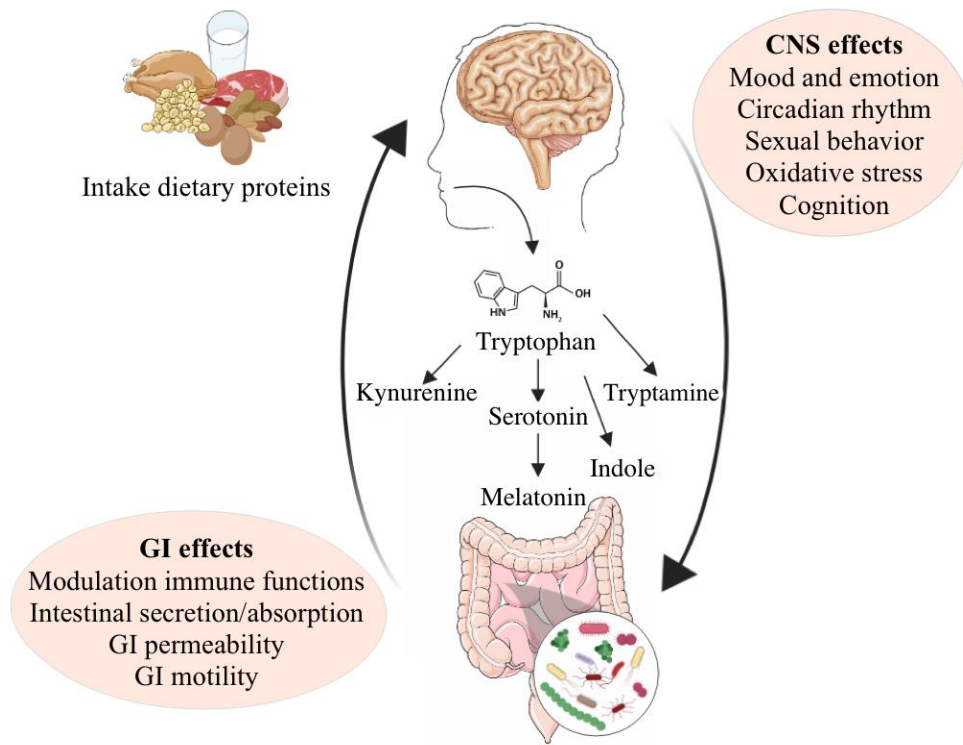 CNS effects
Mood and emotion
Circadian rhythm
Sexual behavior
Oxidative stress
Cognition
Intake dietary proteins
O
OH
HN
NH₂
Tryptophan
Kynurenine
Tryptamine
Serotonin
Indole
Melatonin
GI effects
Modulation immune functions
Intestinal secretion/absorption
GI permeability
GI motility